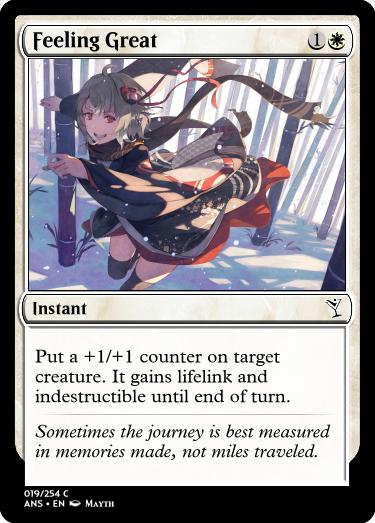 Feeling Great 1
Instant
Put a +1/+1 counter on target
creature. It gains lifelink and
indestructible until end of turn.
Sometimes the journey is best measured
in memories made, not miles traveled.
019/254 C
ANS • EN Mayth